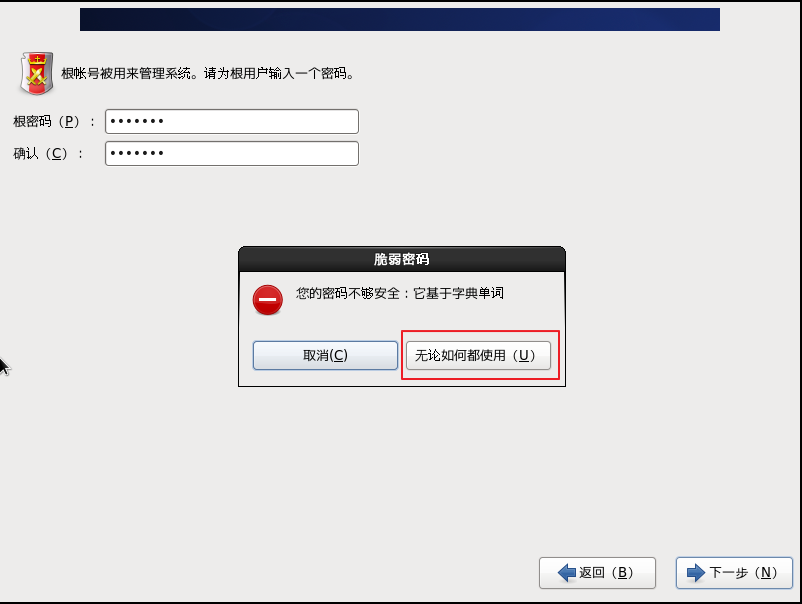 根帐号被用来管理系统。请为根用户输入一个密码。
根密码（P）：
•••••••
确认（C）：
•••••••
脆弱密码
您的密码不够安全：它基于字典单词
取消(C)
无论如何都使用（U）
返回（B）
下一步（N）